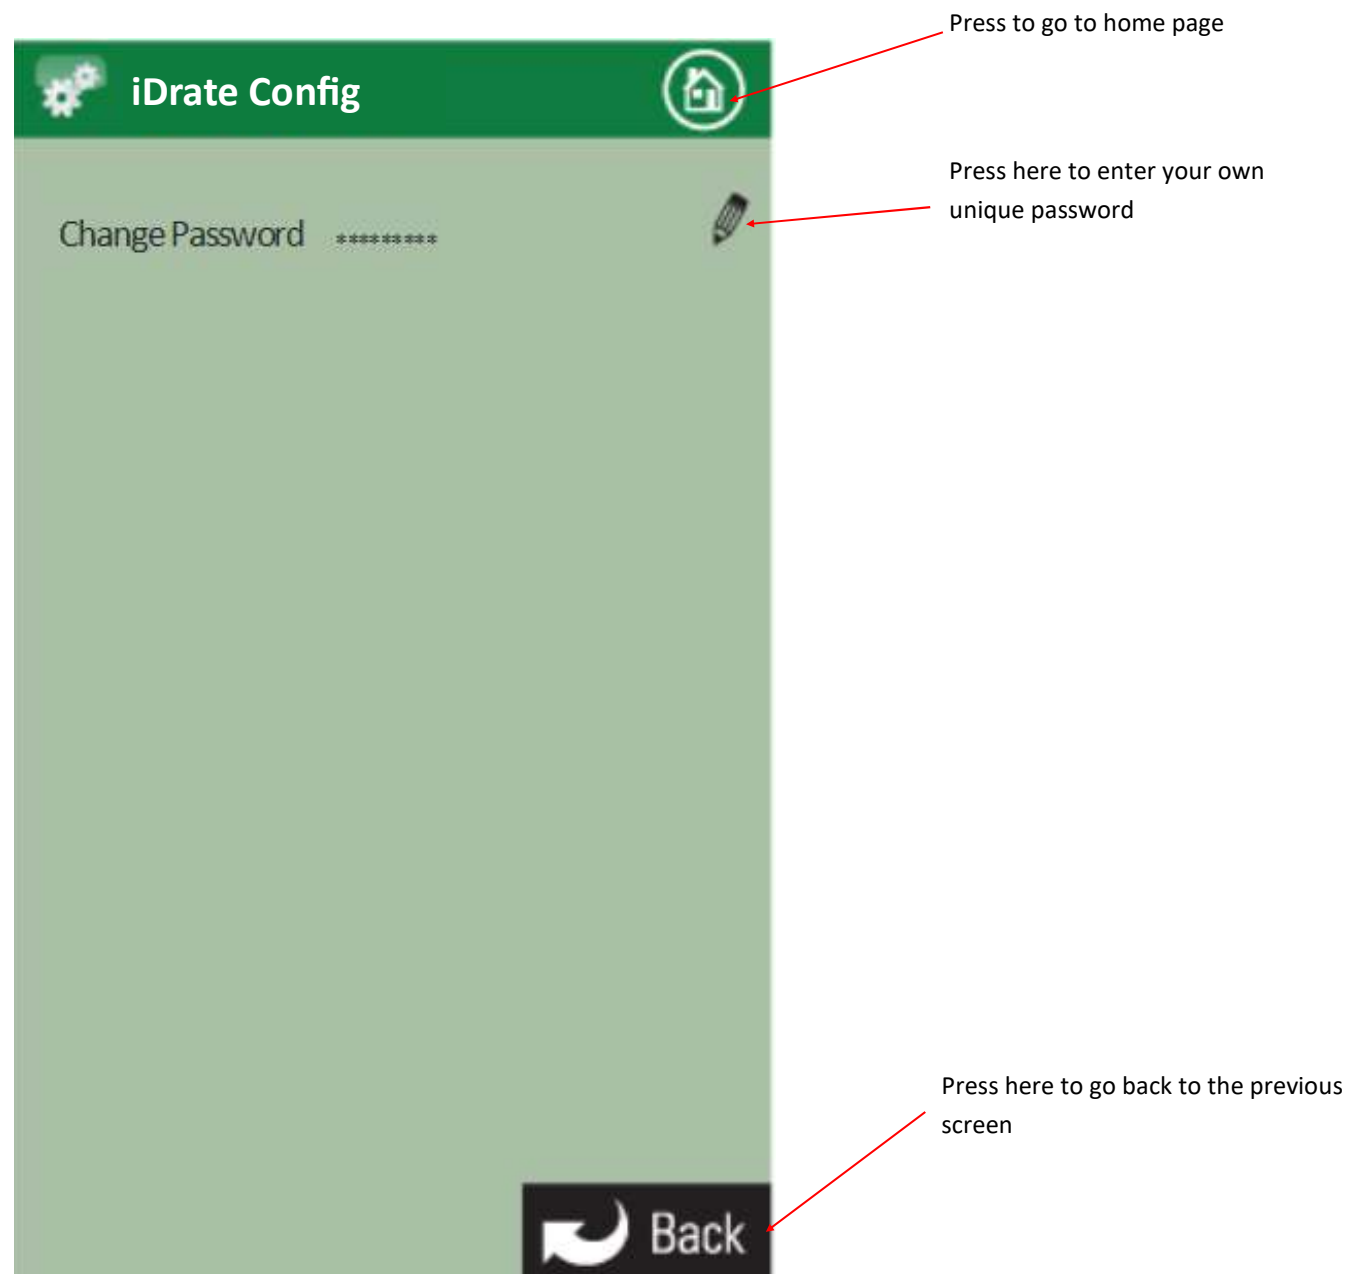 Press to go to home page
iDrate Config
Press here to enter your own
unique password
Change Password *********
Press here to go back to the previous
screen
Back